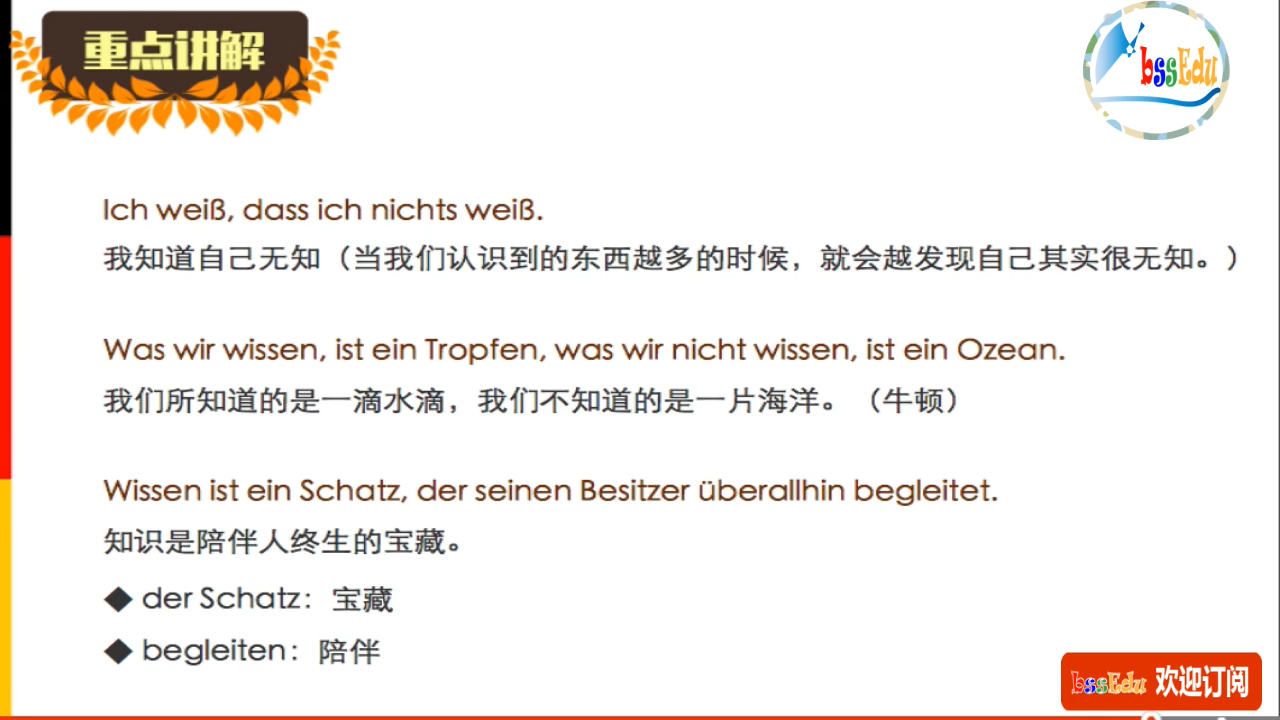 重点讲解
bssEdu
Ich weiß, dass ich nichts weiß.
我知道自己无知（当我们认识到的东西越多的时候，就会越发现自己其实很无知。）
Was wir wissen, ist ein Tropfen, was wir nicht wissen, ist ein Ozean.
我们所知道的是一滴水滴，我们不知道的是一片海洋。（牛顿）
Wissen ist ein Schatz, der seinen Besitzer überallhin begleitet.
知识是陪伴人终生的宝藏。
◆ der Schatz：宝藏
◆ begleiten：陪伴
bssEdu 欢迎订阅